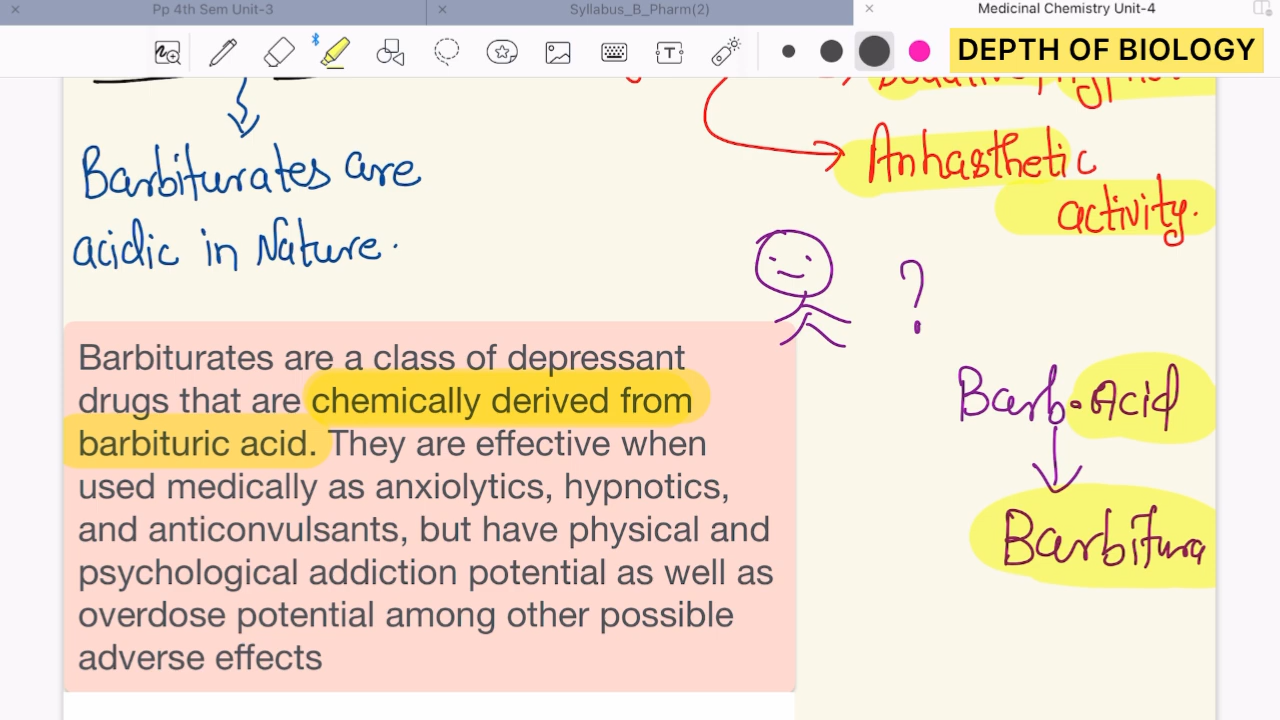 Pp 4th Sem Unit-3
Syllabus_B_Pharm(2)
Medicinal Chemistry Unit-4
DEPTH OF BIOLOGY
Barbiturates are
acidic in Nature.
Anhasthetic
activity.
?
Barbiturates are a class of depressant
drugs that are chemically derived from
barbituric acid. They are effective when
used medically as anxiolytics, hypnotics,
and anticonvulsants, but have physical and
psychological addiction potential as well as
overdose potential among other possible
adverse effects
Barb. Acid
Barbitura